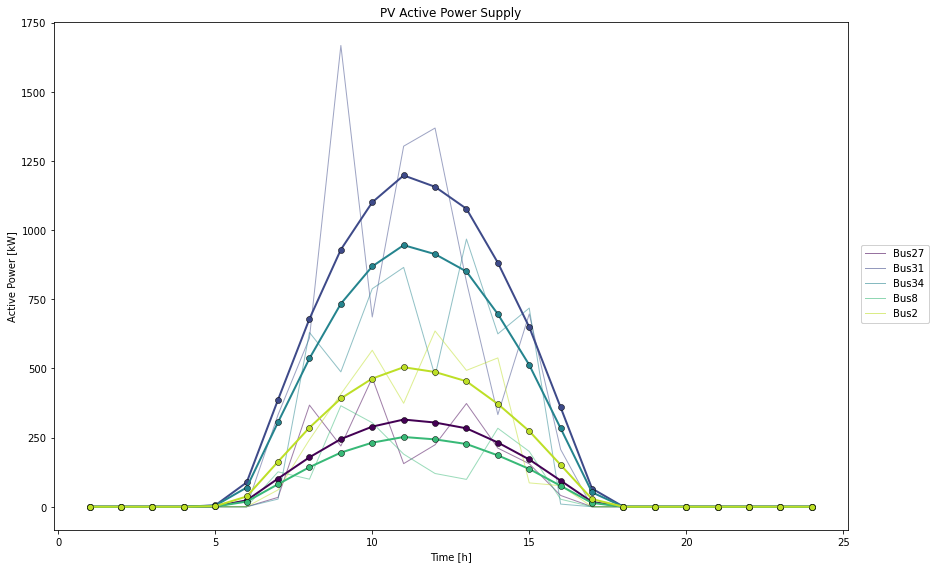 PV Active Power Supply
1750
1500
1250
1000
750
500
250
0
Active Power [kW]
0
5
10
15
20
25
Time [h]
Bus27
Bus31
Bus34
Bus8
Bus2